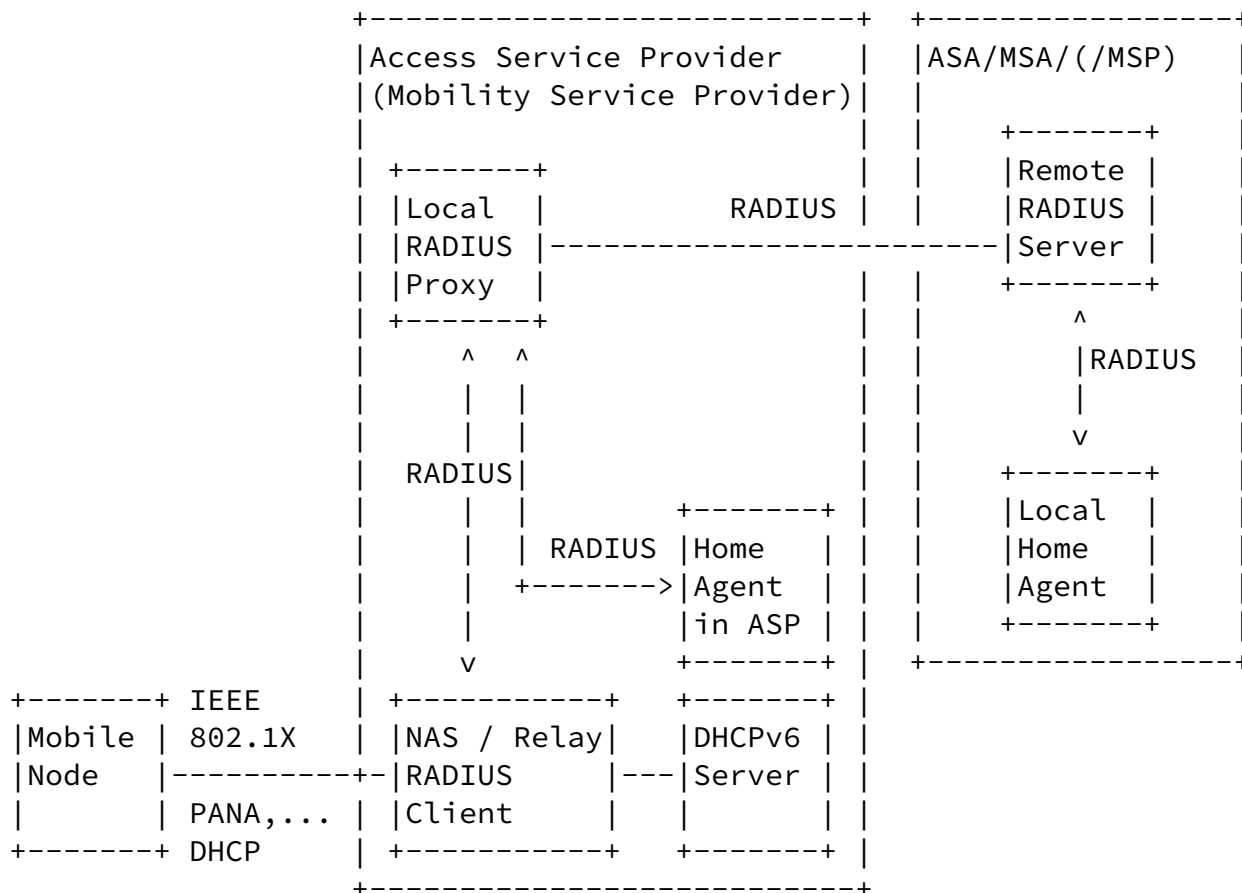 Access Service Provider ASA/MSA/(/MSP)
(Mobility Service Provider)
Remote
Local RADIUS RADIUS
RADIUS Server
Proxy
RADIUS
RADIUS
Local
RADIUS Home Home
Agent Agent
in ASP
IEEE
Mobile 802.1X NAS / Relay DHCPv6
Node RADIUS Server
PANA,... Client
DHCP